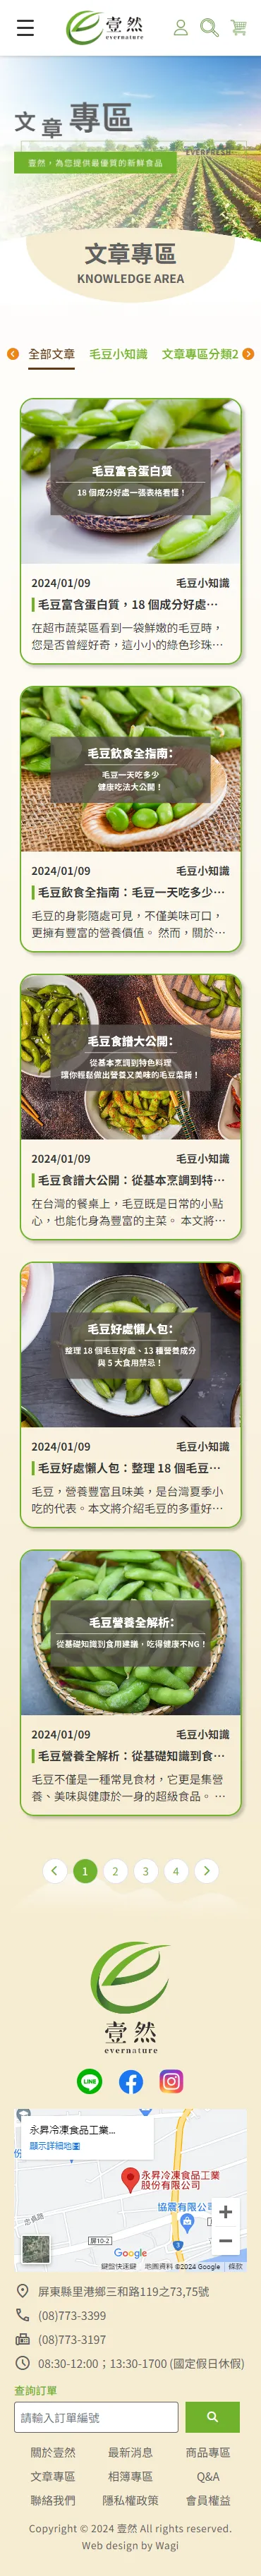 壹然
evernature
文章專區
EVERFRESH
壹然，為您提供最優質的新鮮食品
文章專區
KNOWLEDGE AREA
全部文章 毛豆小知識 文章專區分類2
毛豆富含蛋白質
18 個成分好處一張表格看懂！
2024/01/09 毛豆小知識
毛豆富含蛋白質，18 個成分好處…
在超市蔬菜區看到一袋鮮嫩的毛豆時，
您是否曾經好奇，這小小的綠色珍珠…
毛豆飲食全指南：
毛豆一天吃多少
健康吃法大公開！
2024/01/09 毛豆小知識
毛豆飲食全指南：毛豆一天吃多少…
毛豆的身影隨處可見，不僅美味可口，
更擁有豐富的營養價值。 然而，關於…
毛豆食譜大公開：
從基本烹調到特色料理
讓你輕鬆做出營養又美味的毛豆菜餚！
2024/01/09 毛豆小知識
毛豆食譜大公開：從基本烹調到特…
在台灣的餐桌上，毛豆既是日常的小點
心，也能化身為豐富的主菜。 本文將…
毛豆好處懶人包：
整理 18 個毛豆好處、13 種營養成分
與 5 大食用禁忌！
2024/01/09 毛豆小知識
毛豆好處懶人包：整理 18 個毛豆…
毛豆，營養豐富且味美，是台灣夏季小
吃的代表。本文將介紹毛豆的多重好…
毛豆營養全解析：
從基礎知識到食用建議，吃得健康不NG！
2024/01/09 毛豆小知識
毛豆營養全解析：從基礎知識到食…
毛豆不僅是一種常見食材，它更是集營
養、美味與健康於一身的超級食品。 …
1 2 3 4
壹然
evernature
LINE
永昇冷凍食品工業...
顯示詳細地圖
永昇冷凍食品工業
股份有限公司
協震有限公司
屏10-2
Google
鍵盤快速鍵 地圖資料 ©2024 Google 條款
屏東縣里港鄉三和路119之73,75號
(08)773-3399
(08)773-3197
08:30-12:00；13:30-1700 (國定假日休假)
查詢訂單
請輸入訂單編號
關於壹然 最新消息 商品專區
文章專區 相簿專區 Q&A
聯絡我們 隱私權政策 會員權益
Copyright © 2024 壹然 All rights reserved.
Web design by Wagi